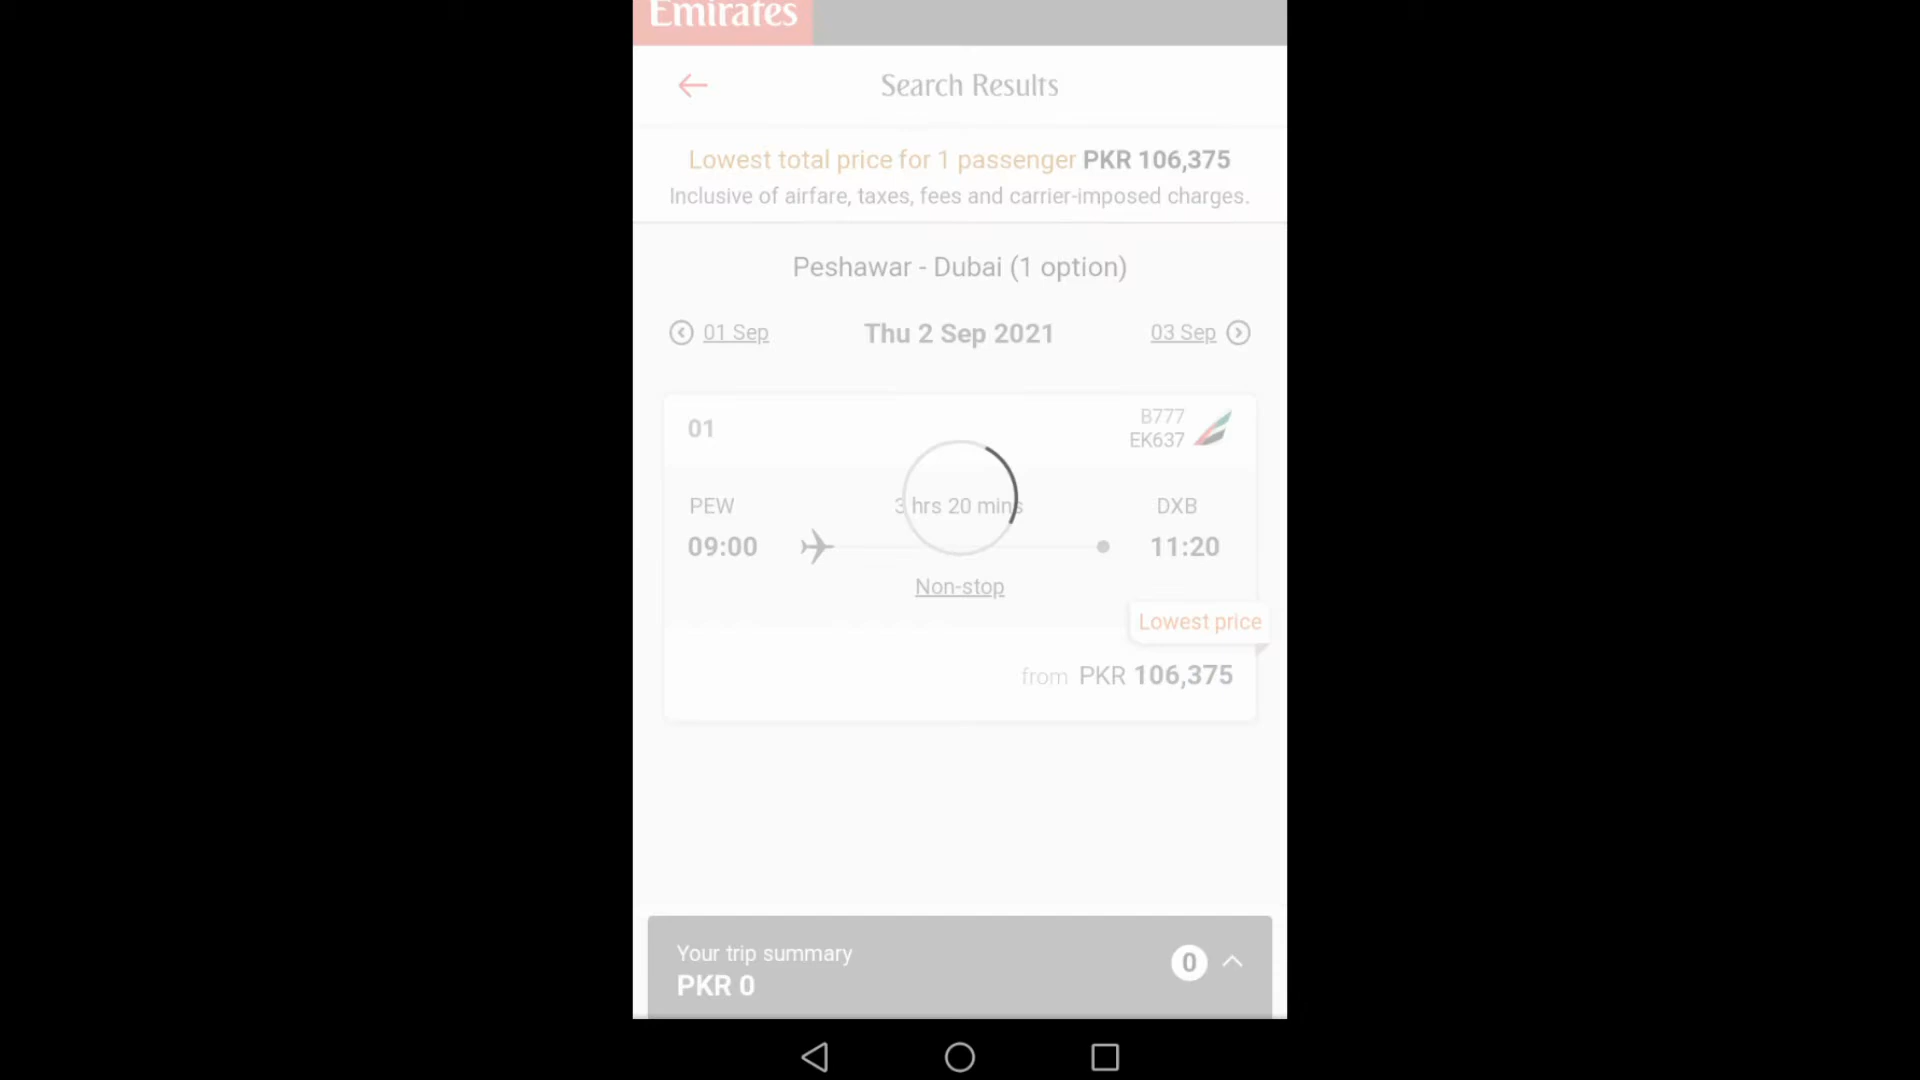 Emirates
Search Results
Lowest total price for 1 passenger PKR 106,375
Inclusive of airfare, taxes, fees and carrier-imposed charges.
Peshawar - Dubai (1 option)
01 Sep Thu 2 Sep 2021 03 Sep
01
B777
EK637
PEW 3 hrs 20 mins DXB
09:00 11:20
Non-stop
Lowest price
from PKR 106,375
Your trip summary
PKR 0
0